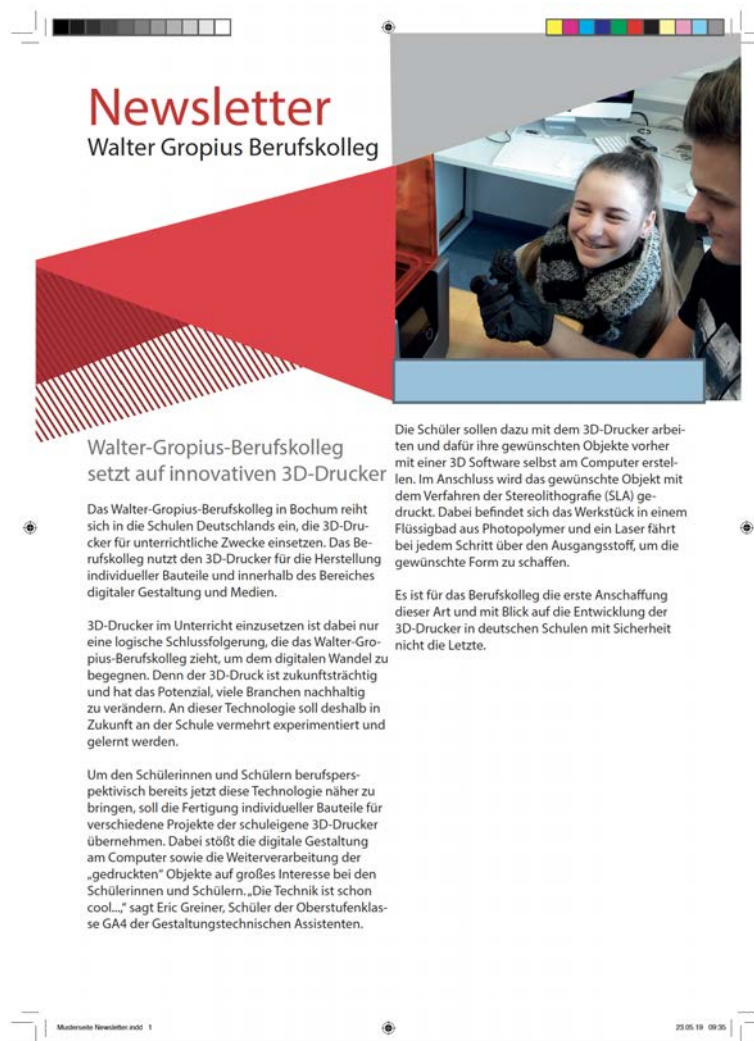 Newsletter
Walter Gropius Berufskolleg
Walter-Gropius-Berufskolleg
setzt auf innovativen 3D-Drucker
Das Walter-Gropius-Berufskolleg in Bochum reiht
sich in die Schulen Deutschlands ein, die 3D-Dru-
cker für unterrichtliche Zwecke einsetzen. Das Be-
rufskolleg nutzt den 3D-Drucker für die Herstellung
individueller Bauteile und innerhalb des Bereiches
digitaler Gestaltung und Medien.
3D-Drucker im Unterricht einzusetzen ist dabei nur
eine logische Schlussfolgerung, die das Walter-Gro-
pius-Berufskolleg zieht, um dem digitalen Wandel zu
begegnen. Denn der 3D-Druck ist zukunftsträchtig
und hat das Potenzial, viele Branchen nachhaltig
zu verändern. An dieser Technologie soll deshalb in
Zukunft an der Schule vermehrt experimentiert und
gelernt werden.
Um den Schülerinnen und Schülern berufspers-
pektivisch bereits jetzt diese Technologie näher zu
bringen, soll die Fertigung individueller Bauteile für
verschiedene Projekte der schuleigene 3D-Drucker
übernehmen. Dabei stößt die digitale Gestaltung
am Computer sowie die Weiterverarbeitung der
„gedruckten“ Objekte auf großes Interesse bei den
Schülerinnen und Schülern. „Die Technik ist schon
cool...,“ sagt Eric Greiner, Schüler der Oberstufenklas-
se GA4 der Gestaltungstechnischen Assistenten.
Die Schüler sollen dazu mit dem 3D-Drucker arbei-
ten und dafür ihre gewünschten Objekte vorher
mit einer 3D Software selbst am Computer erstel-
len. Im Anschluss wird das gewünschte Objekt mit
dem Verfahren der Stereolithografie (SLA) ge-
druckt. Dabei befindet sich das Werkstück in einem
Flüssigbad aus Photopolymer und ein Laser fährt
bei jedem Schritt über den Ausgangsstoff, um die
gewünschte Form zu schaffen.
Es ist für das Berufskolleg die erste Anschaffung
dieser Art und mit Blick auf die Entwicklung der
3D-Drucker in deutschen Schulen mit Sicherheit
nicht die Letzte.
Musterseite Newsletter.indd 1
23.05.19 09:35